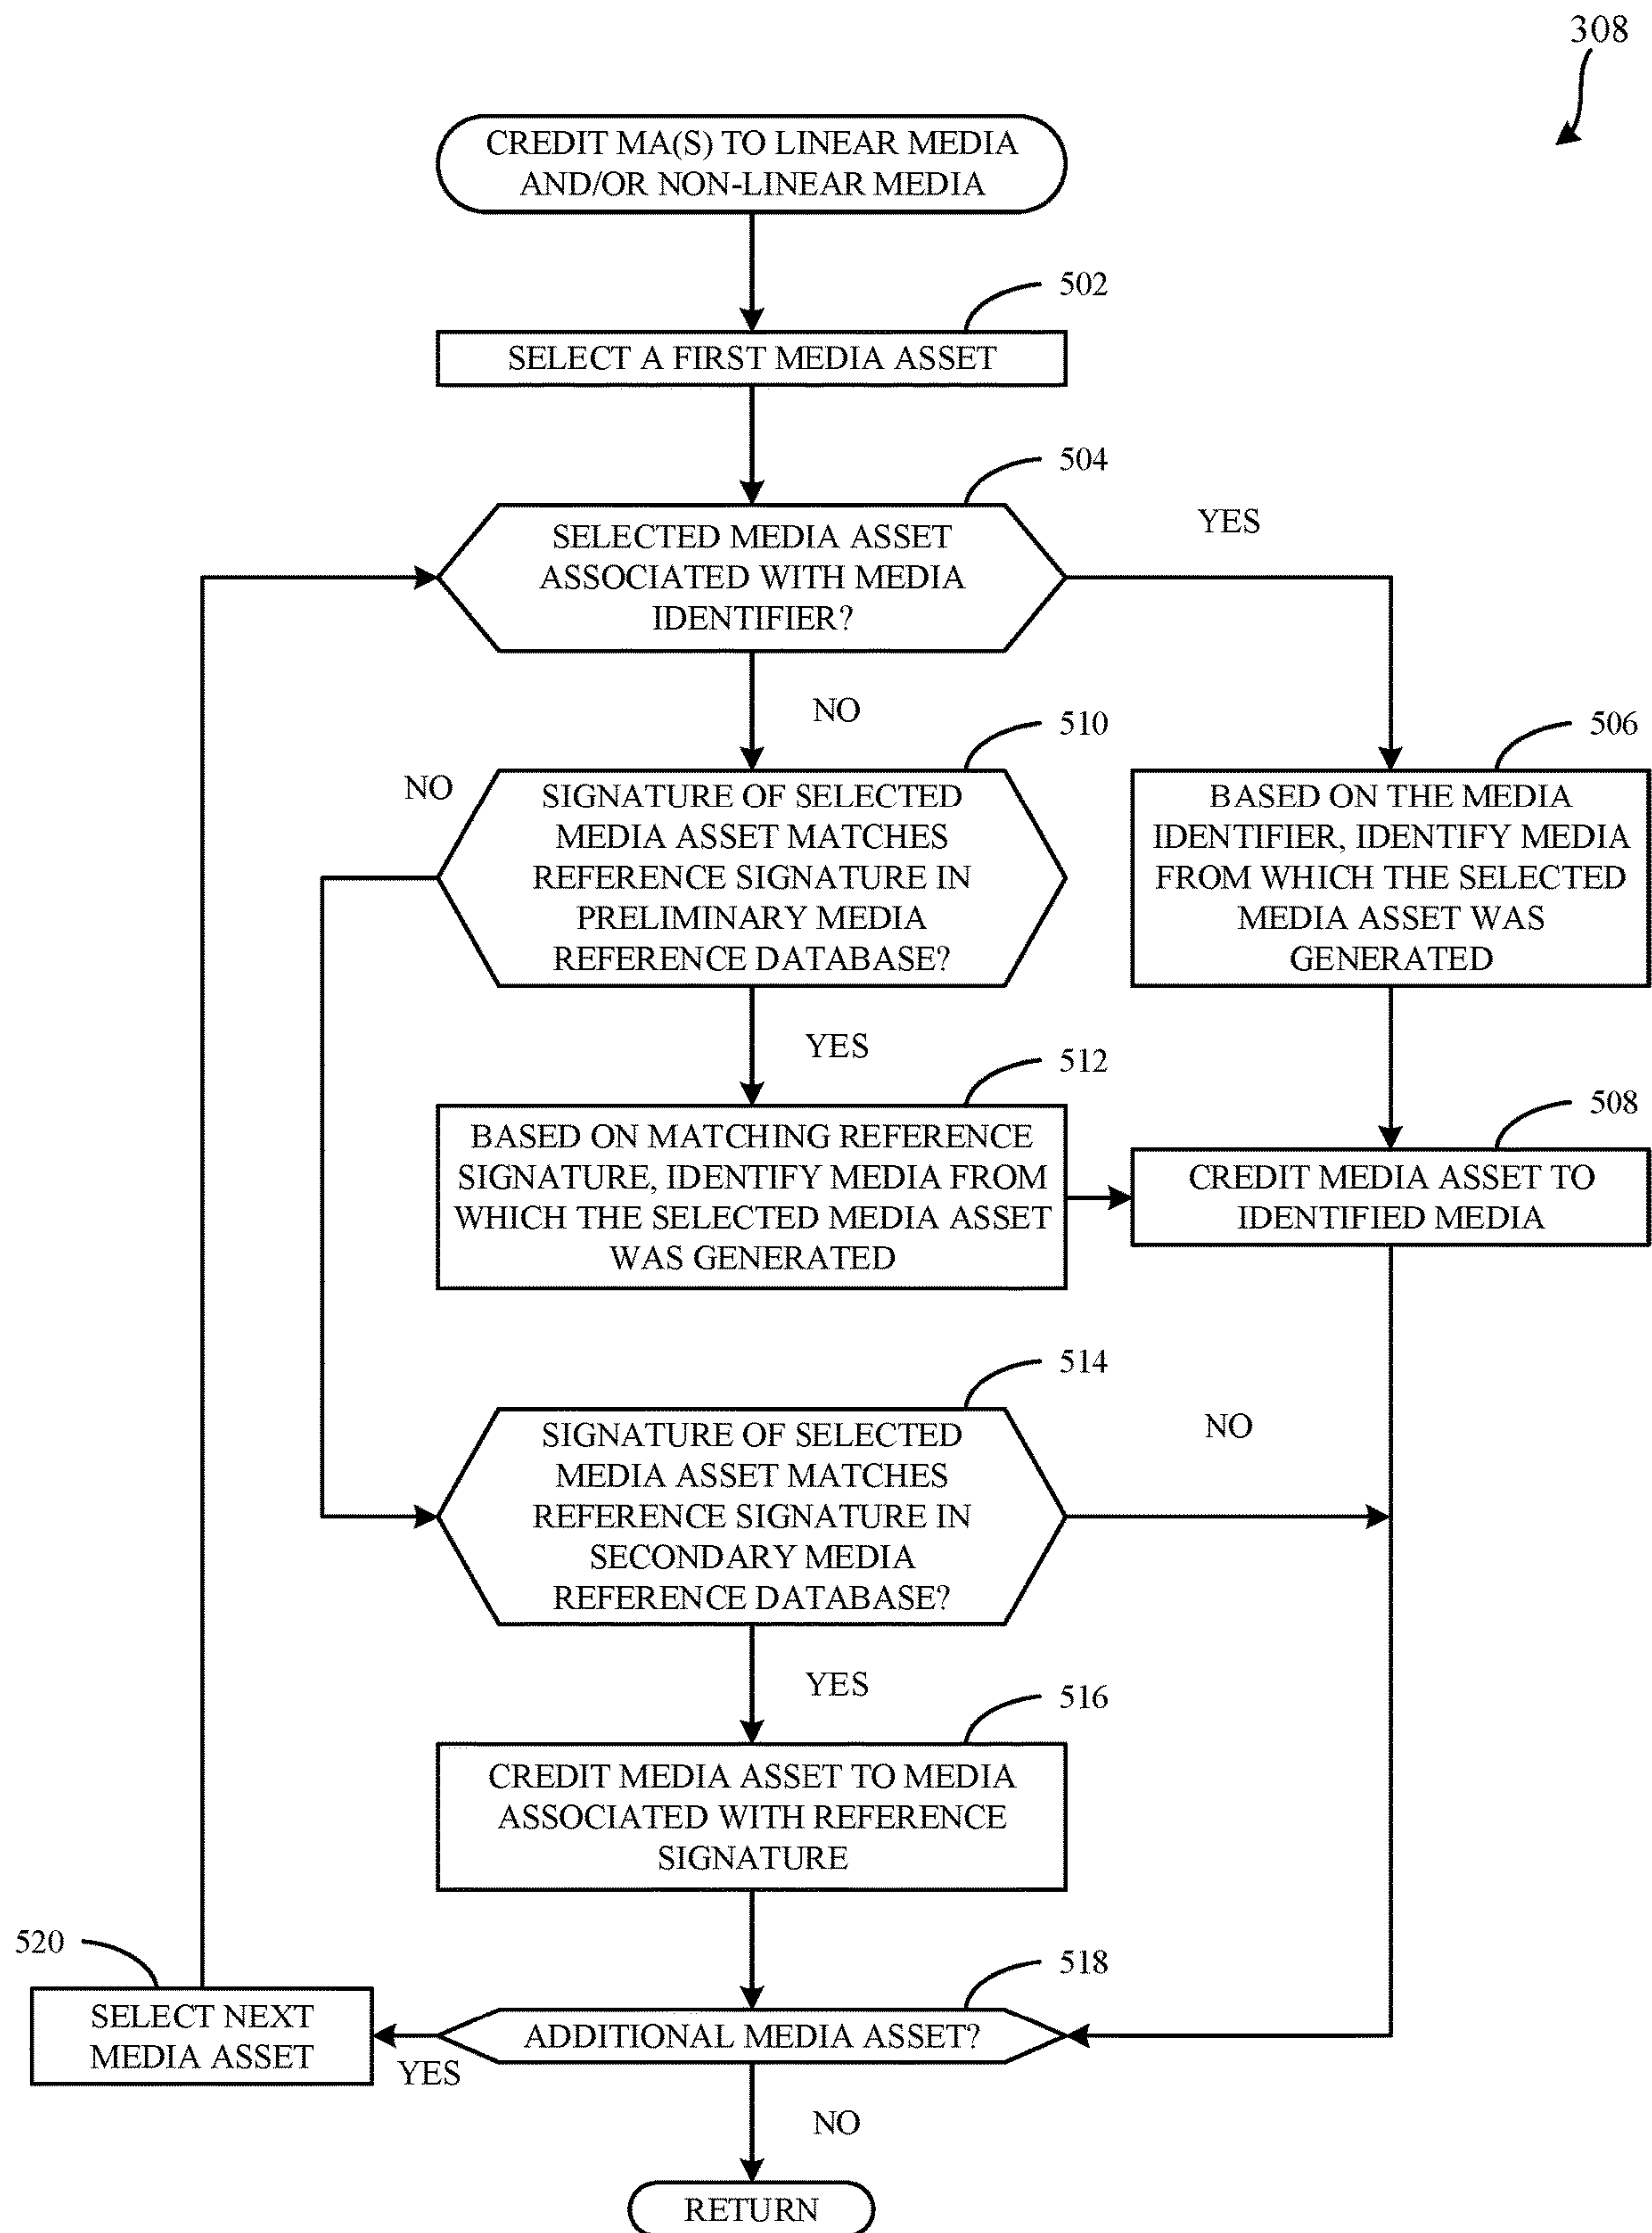 308
CREDIT MA(S) TO LINEAR MEDIA
AND/OR NON-LINEAR MEDIA
502
SELECT A FIRST MEDIA ASSET
504
SELECTED MEDIA ASSET
ASSOCIATED WITH MEDIA
IDENTIFIER?
YES
NO
510
NO
SIGNATURE OF SELECTED
MEDIA ASSET MATCHES
REFERENCE SIGNATURE IN
PRELIMINARY MEDIA
REFERENCE DATABASE?
506
BASED ON THE MEDIA
IDENTIFIER, IDENTIFY MEDIA
FROM WHICH THE SELECTED
MEDIA ASSET WAS
GENERATED
YES
512
BASED ON MATCHING REFERENCE
SIGNATURE, IDENTIFY MEDIA FROM
WHICH THE SELECTED MEDIA ASSET
WAS GENERATED
508
CREDIT MEDIA ASSET TO
IDENTIFIED MEDIA
514
SIGNATURE OF SELECTED
MEDIA ASSET MATCHES
REFERENCE SIGNATURE IN
SECONDARY MEDIA
REFERENCE DATABASE?
NO
YES
516
CREDIT MEDIA ASSET TO MEDIA
ASSOCIATED WITH REFERENCE
SIGNATURE
520
SELECT NEXT
MEDIA ASSET
518
ADDITIONAL MEDIA ASSET?
YES
NO
RETURN